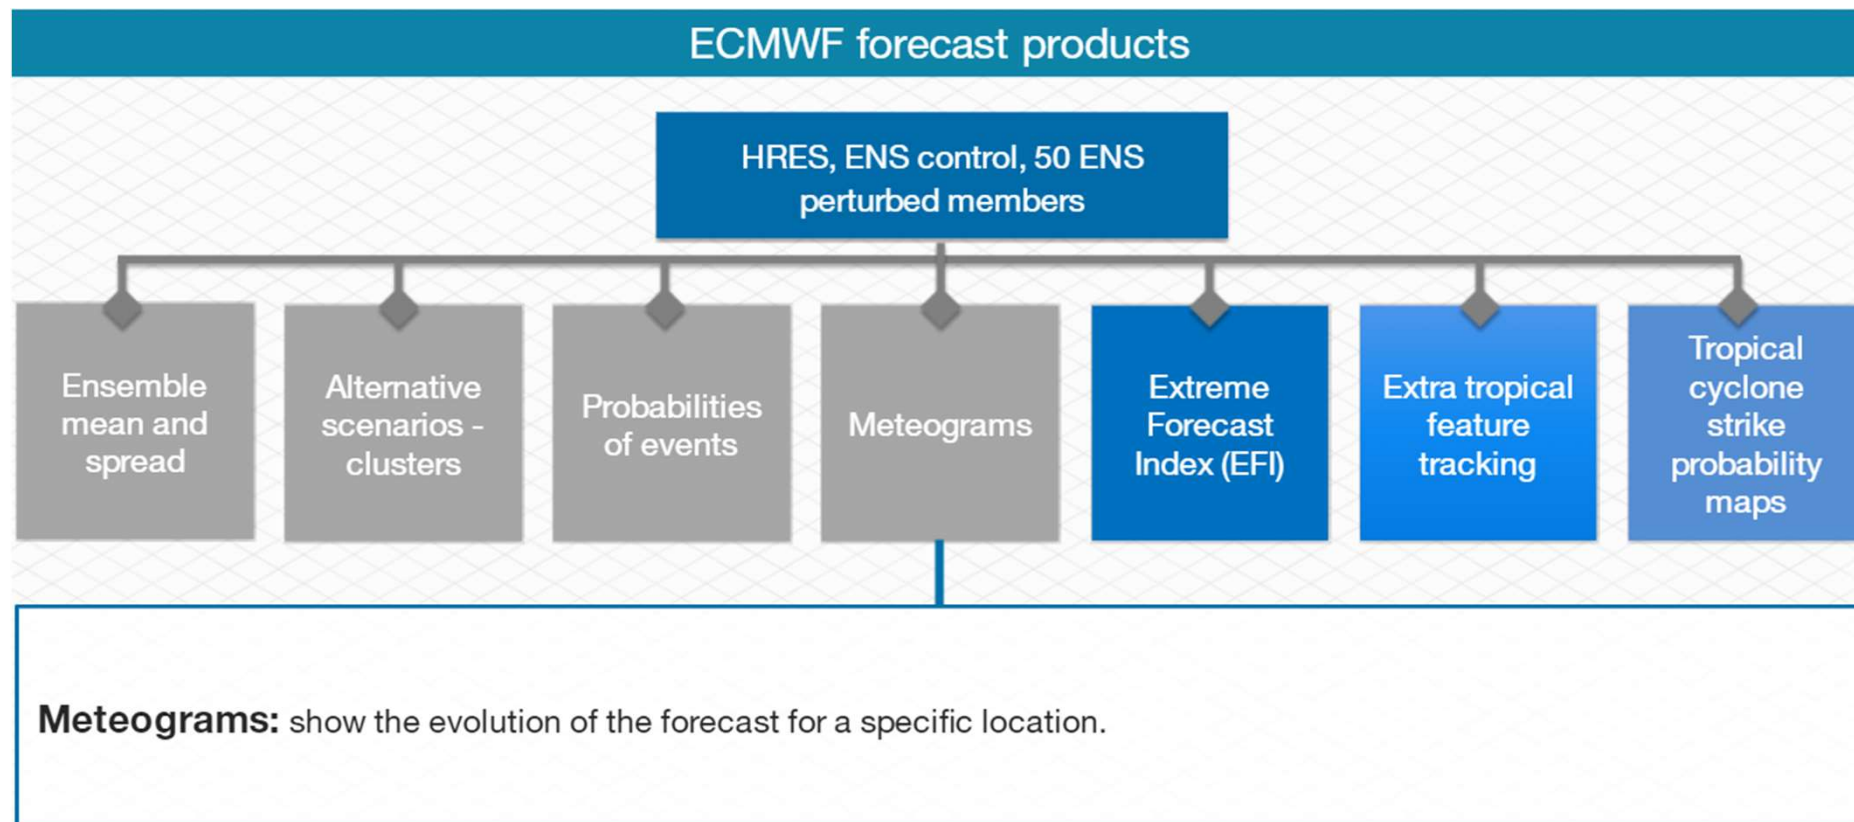 ECMWF forecast products
HRES, ENS control, 50 ENS
perturbed members
Ensemble
mean and
spread
Alternative
scenarios -
clusters
Probabilities
of events
Meteograms
Extreme
Forecast
Index (EFI)
Extra tropical
feature
tracking
Tropical
cyclone
strike
probability
maps
Meteograms: show the evolution of the forecast for a specific location.